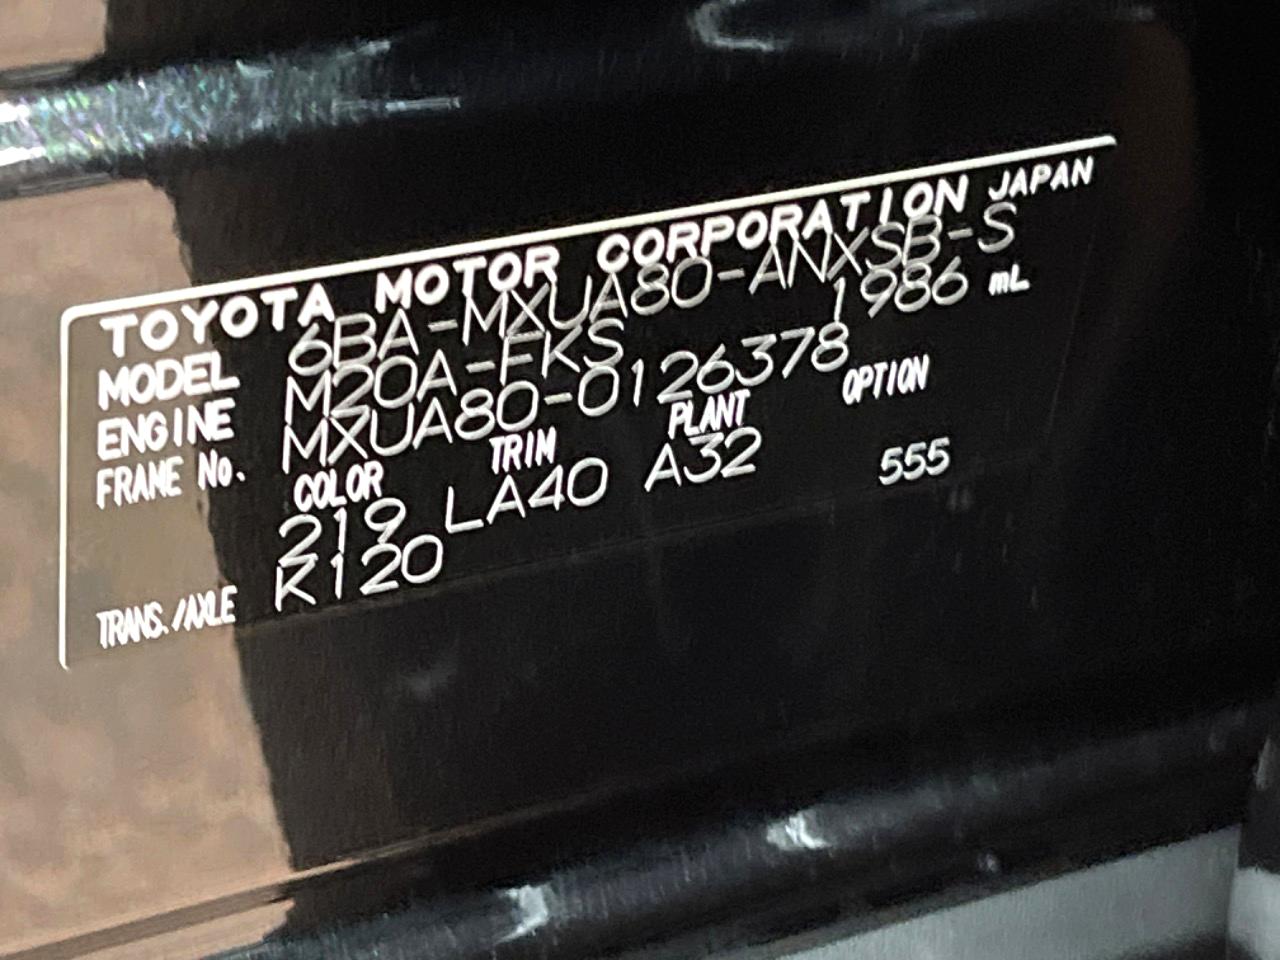 TOYOTA MOTOR CORPORATION JAPAN
MODEL 6BA-MXUA80-ANXSB-S
ENGINE M20A-FKS 1986 mL
FRAME No. MXUA80-0126378
COLOR TRIM PLANT OPTION
219 LA40 A32 555
TRANS./AXLE K120